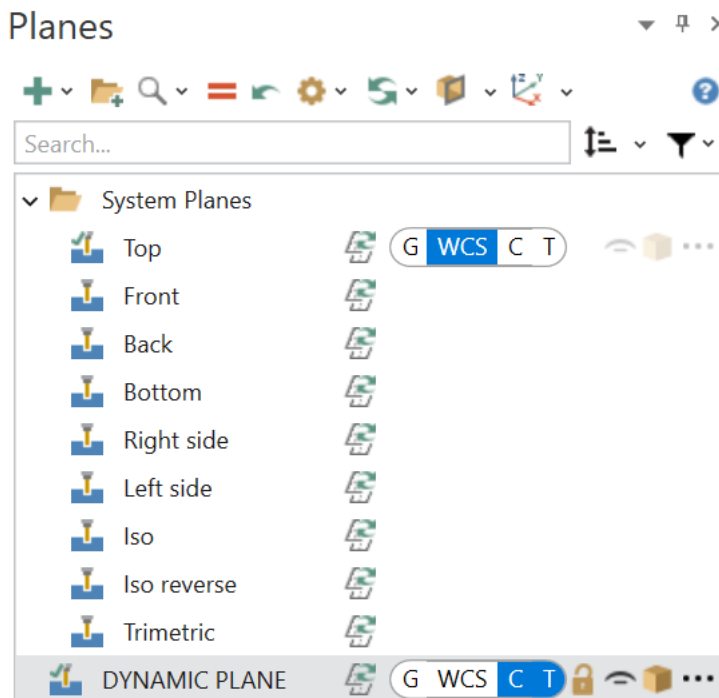 Planes
Search...
System Planes
Top G WCS C T
Front
Back
Bottom
Right side
Left side
Iso
Iso reverse
Trimetric
DYNAMIC PLANE G WCS C T